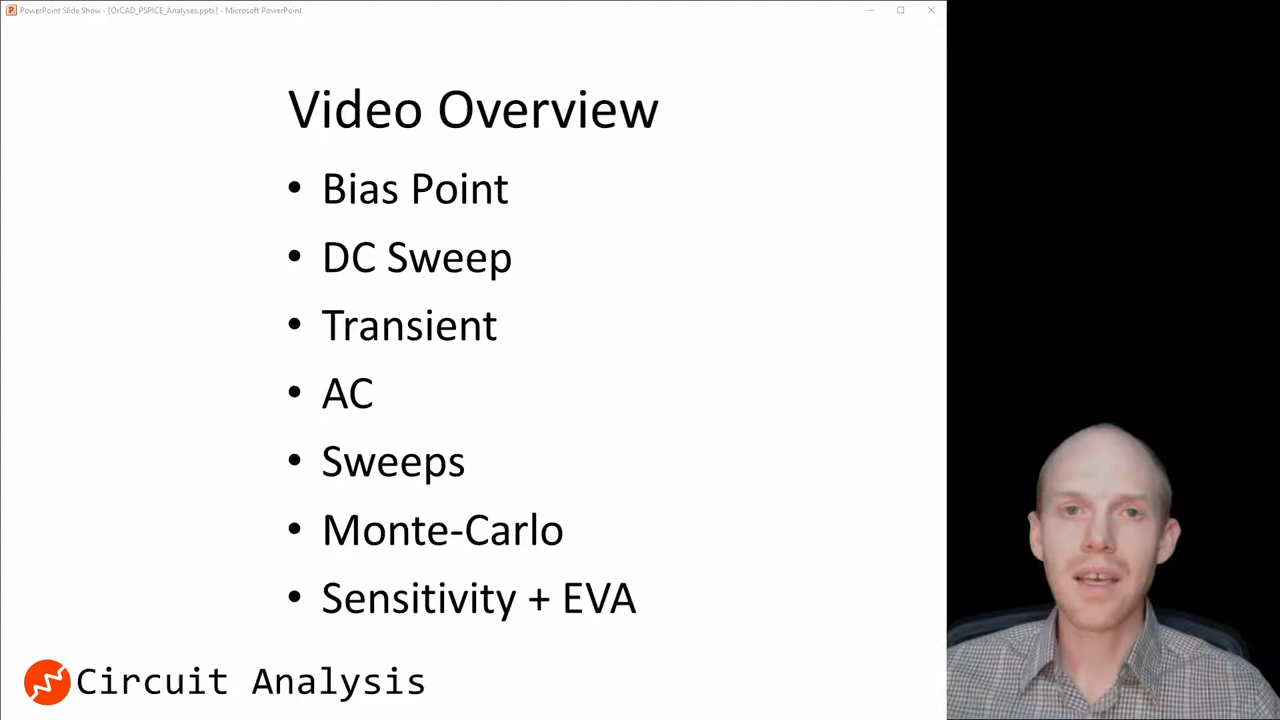 PowerPoint Slide Show - [OrCAD_PSPICE_Analyses.pptx] - Microsoft PowerPoint
Video Overview
• Bias Point
• DC Sweep
• Transient
• AC
• Sweeps
• Monte-Carlo
• Sensitivity + EVA
Circuit Analysis